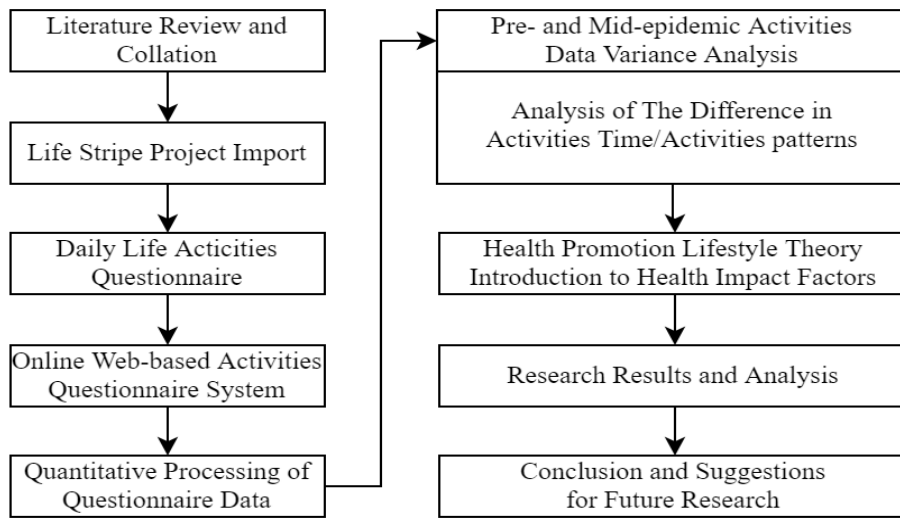 Literature Review and
Collation
Life Stripe Project Import
Daily Life Acticities
Questionnaire
Online Web-based Activities
Questionnaire System
Quantitative Processing of
Questionnaire Data
Pre- and Mid-epidemic Activities
Data Variance Analysis
Analysis of The Difference in
Activities Time/Activities patterns
Health Promotion Lifestyle Theory
Introduction to Health Impact Factors
Research Results and Analysis
Conclusion and Suggestions
for Future Research